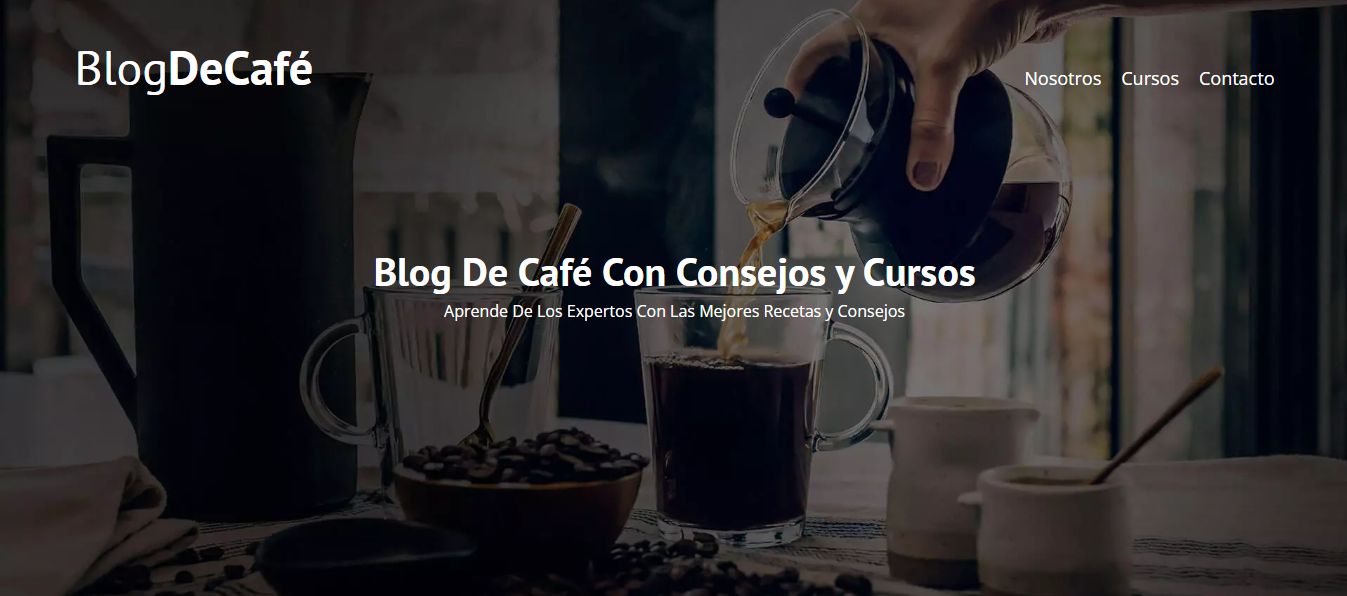 BlogDeCafé
Nosotros Cursos Contacto
Blog De Café Con Consejos y Cursos
Aprende De Los Expertos Con Las Mejores Recetas y Consejos